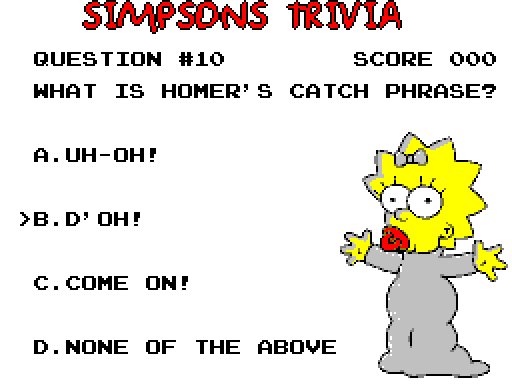 SIMPSONS TRIVIA
QUESTION #10 SCORE 000
WHAT IS HOMER'S CATCH PHRASE?
A.UH-OH!
>B.D'OH!
C.COME ON!
D.NONE OF THE ABOVE